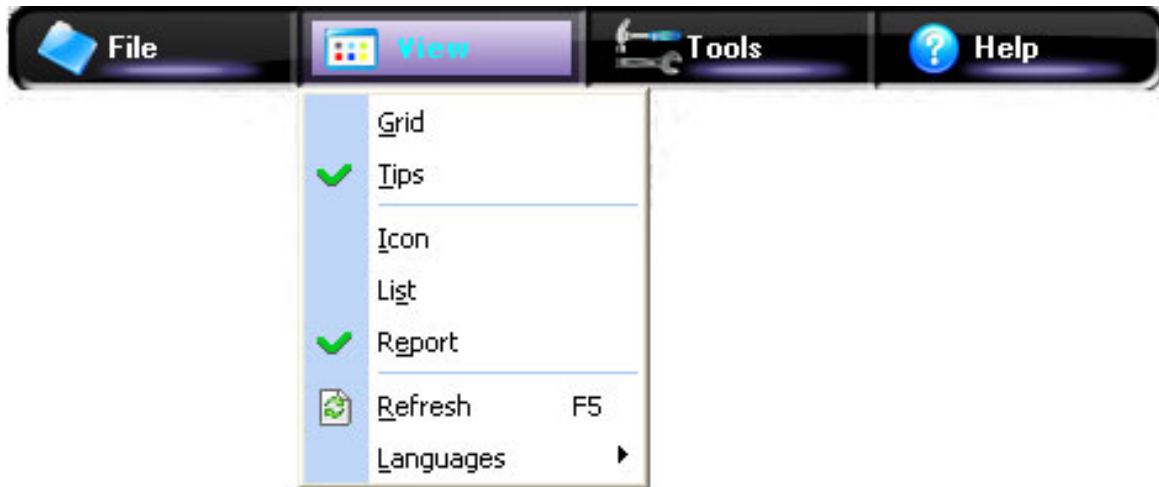 File View Tools Help
Grid
Tips
Icon
List
Report
Refresh F5
Languages